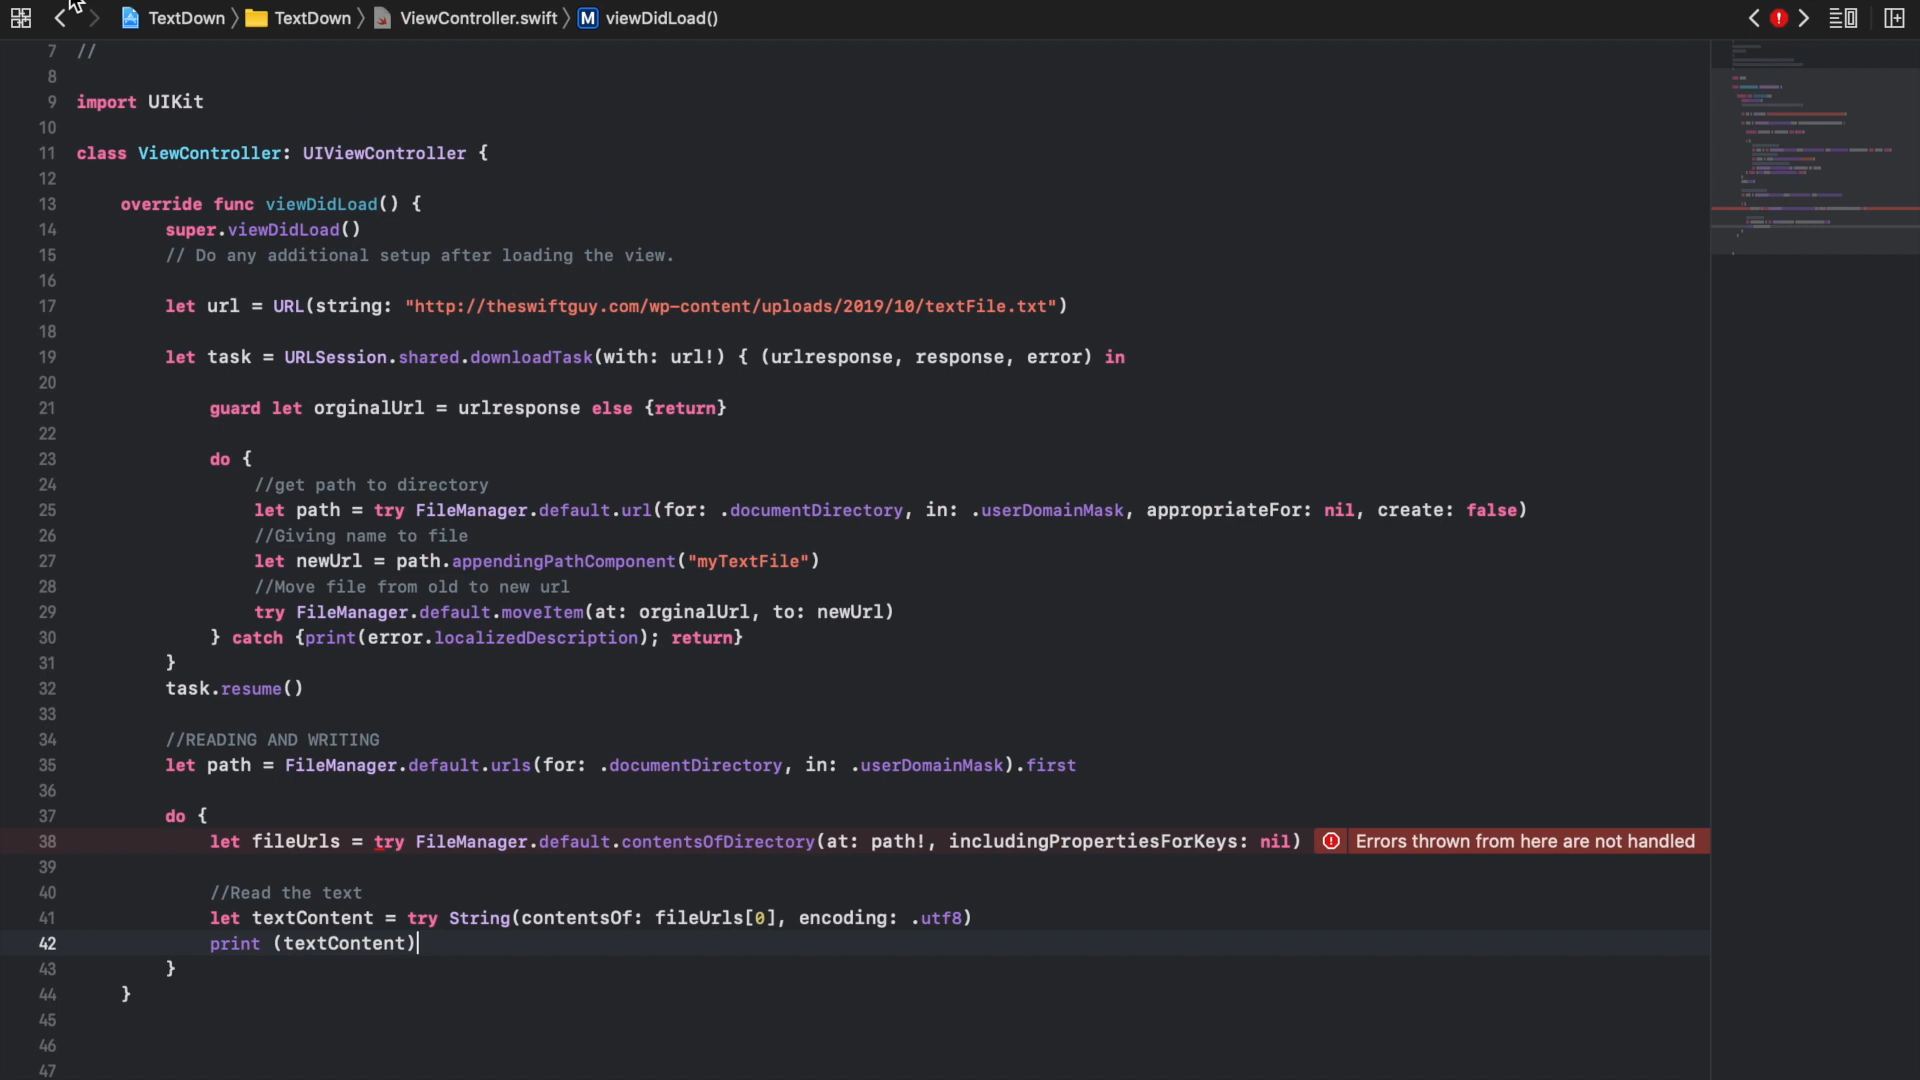 TextDown TextDown ViewController.swift M viewDidLoad()
7 //
8
9 import UIKit
10
11 class ViewController: UIViewController {
12
13 override func viewDidLoad() {
14 super.viewDidLoad()
15 // Do any additional setup after loading the view.
16
17 let url = URL(string: "http://theswiftguy.com/wp-content/uploads/2019/10/textFile.txt")
18
19 let task = URLSession.shared.downloadTask(with: url!) { (urlresponse, response, error) in
20
21 guard let orginalUrl = urlresponse else {return}
22
23 do {
24 //get path to directory
25 let path = try FileManager.default.url(for: .documentDirectory, in: .userDomainMask, appropriateFor: nil, create: false)
26 //Giving name to file
27 let newUrl = path.appendingPathComponent("myTextFile")
28 //Move file from old to new url
29 try FileManager.default.moveItem(at: orginalUrl, to: newUrl)
30 } catch {print(error.localizedDescription); return}
31 }
32 task.resume()
33
34 //READING AND WRITING
35 let path = FileManager.default.urls(for: .documentDirectory, in: .userDomainMask).first
36
37 do {
38 let fileUrls = try FileManager.default.contentsOfDirectory(at: path!, includingPropertiesForKeys: nil) Errors thrown from here are not handled
39
40 //Read the text
41 let textContent = try String(contentsOf: fileUrls[0], encoding: .utf8)
42 print (textContent)
43 }
44 }
45
46
47